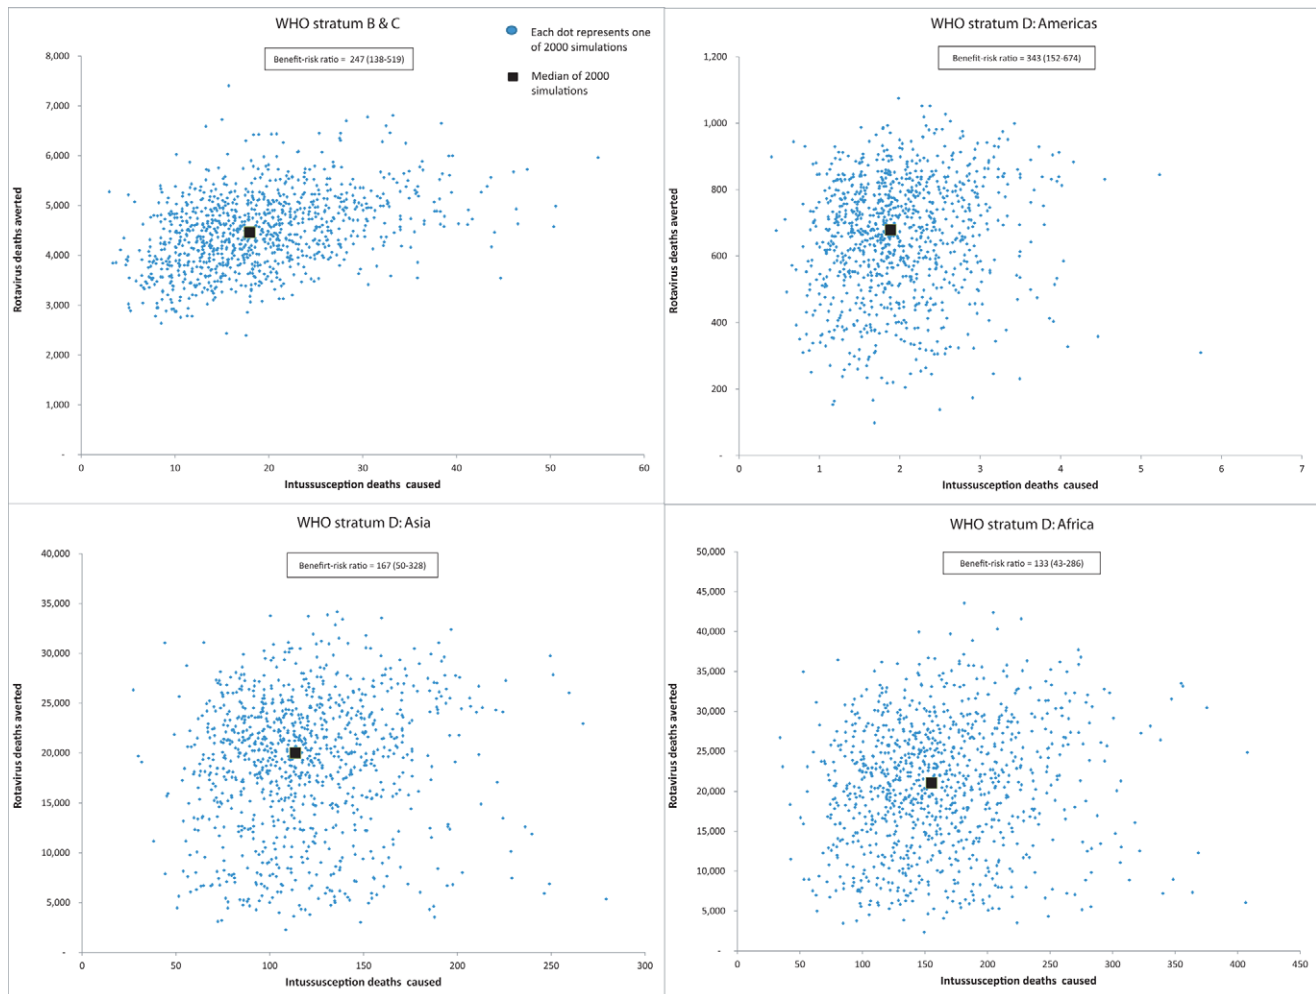 WHO stratum B & C
Benefit-risk ratio = 247 (138-519)
Each dot represents one
of 2000 simulations
Median of 2000
simulations
8,000
7,000
6,000
5,000
4,000
3,000
2,000
1,000
-
Rotavirus deaths averted
0 10 20 30 40 50 60
Intussusception deaths caused
WHO stratum D: Americas
Benefit-risk ratio = 343 (152-674)
1,200
1,000
800
600
400
200
-
Rotavirus deaths averted
0 1 2 3 4 5 6 7
Intussusception deaths caused
WHO stratum D: Asia
Benefirt-risk ratio = 167 (50-328)
40,000
35,000
30,000
25,000
20,000
15,000
10,000
5,000
-
Rotavirus deaths averted
0 50 100 150 200 250 300
Intussusception deaths caused
WHO stratum D: Africa
Benefit-risk ratio = 133 (43-286)
50,000
45,000
40,000
35,000
30,000
25,000
20,000
15,000
10,000
5,000
-
Rotavirus deaths averted
0 50 100 150 200 250 300 350 400 450
Intussusception deaths caused